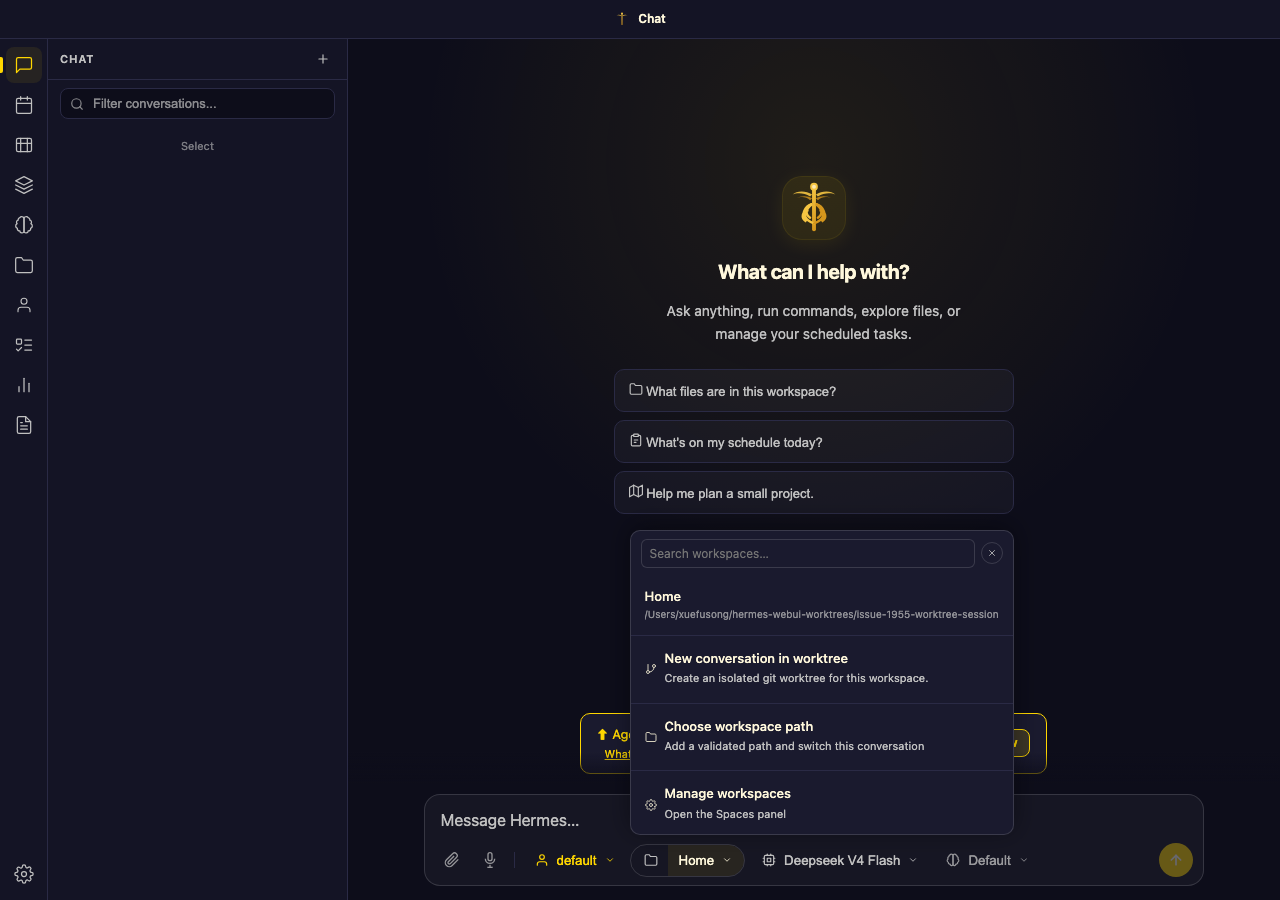 Chat
CHAT
Filter conversations...
Select
What can I help with?
Ask anything, run commands, explore files, or
manage your scheduled tasks.
What files are in this workspace?
What's on my schedule today?
Help me plan a small project.
Search workspaces...
Home
/Users/xuefusong/hermes-webui-worktrees/issue-1955-worktree-session
New conversation in worktree
Create an isolated git worktree for this workspace.
Choose workspace path
Add a validated path and switch this conversation
Manage workspaces
Open the Spaces panel
Message Hermes...
default
Home
Deepseek V4 Flash
Default